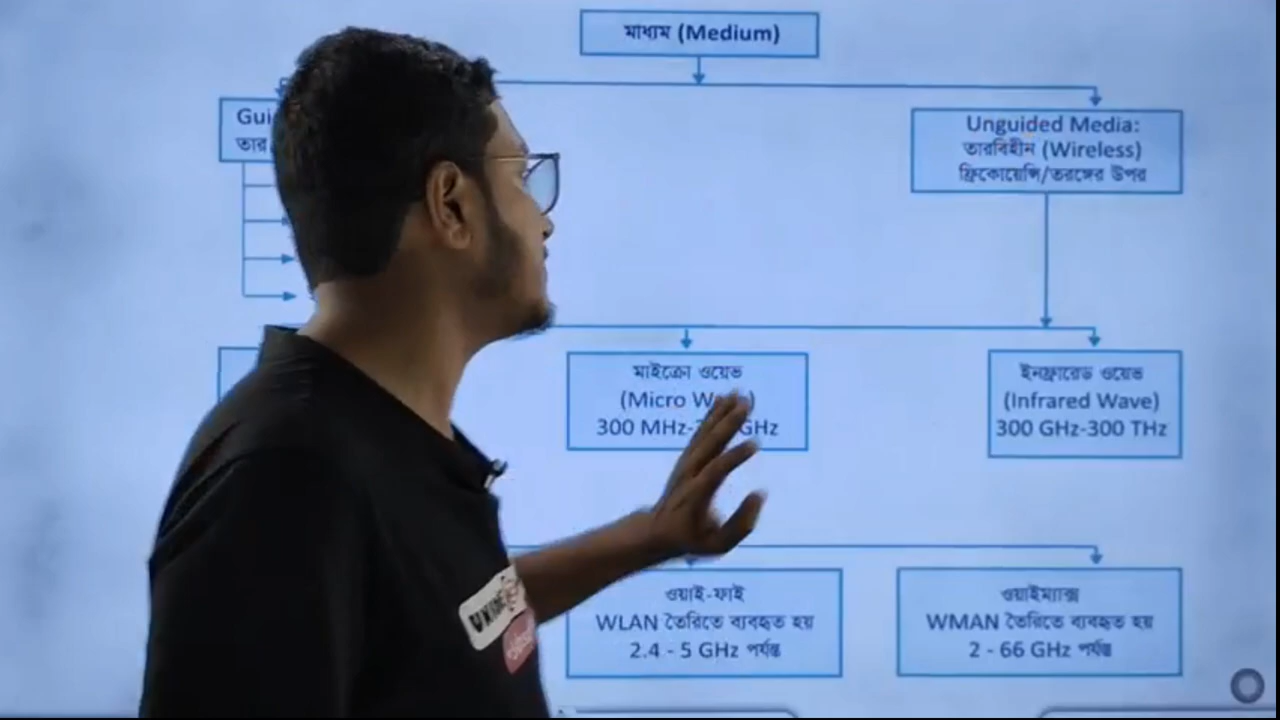 মাধ্যম (Medium)
তার
Unguided Media:
তারবিহীন (Wireless)
ফ্রিকোয়েন্সি/তরঙ্গের উপর
মাইক্রো ওয়েভ
(Micro
300 MHz- GHz
ইনফ্রারেড ওয়েভ
(Infrared Wave)
300 GHz-300 THz
ওয়াই-ফাই
WLAN তৈরিতে ব্যবহৃত হয়
2.4 - 5 GHz পর্যন্ত
ওয়াইম্যাক্স
WMAN তৈরিতে ব্যবহৃত হয়
2 - 66 GHz পর্যন্ত